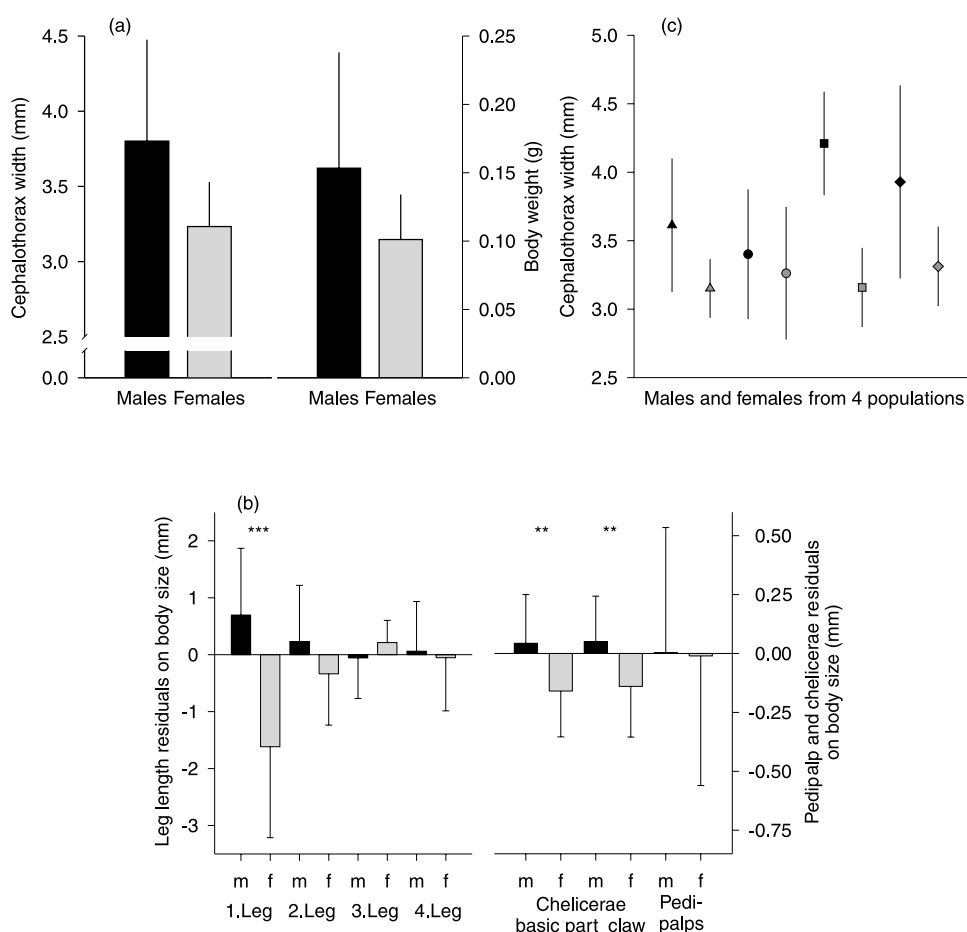 (a)
Cephalothorax width (mm)
4.5
4.0
3.5
3.0
2.5
0.0
Males Females
Males Females
0.25
0.20
0.15
0.10
0.05
0.00
Body weight (g)
(c)
Cephalothorax width (mm)
5.0
4.5
4.0
3.5
3.0
2.5
Males and females from 4 populations
(b)
Leg length residuals on body size (mm)
2
1
0
-1
-2
-3
***
m f m f m f m f
1.Leg 2.Leg 3.Leg 4.Leg
** **
m f m f m f
Chelicerae
basic part claw
Pedi-
palps
0.50
0.25
0.00
-0.25
-0.50
-0.75
Pedipalp and chelicerae residuals
on body size (mm)